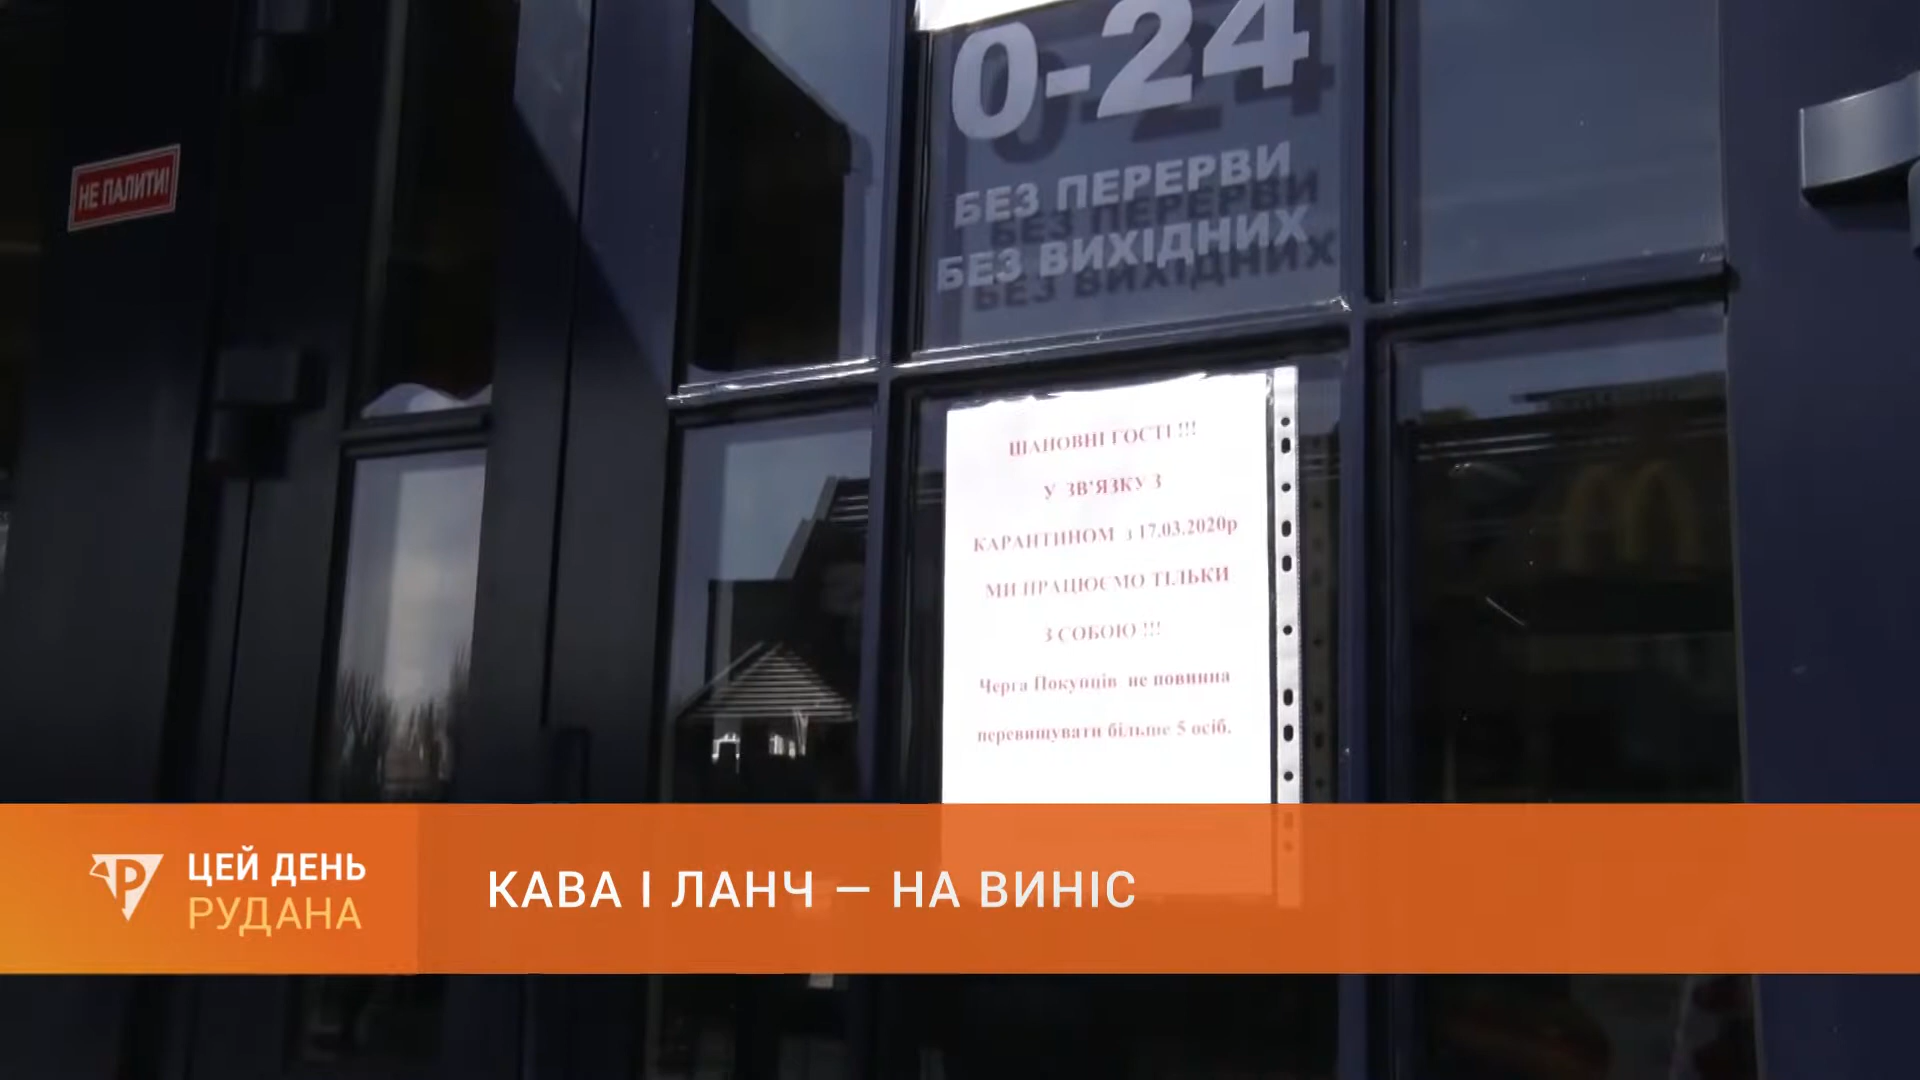 0-24
БЕЗ ПЕРЕРВИ
БЕЗ ВИХІДНИХ
НЕ ПАЛИТИ!
ШАНОВНІ ГОСТІ !!!
У ЗВ'ЯЗКУ З
КАРАНТИНОМ з 17.03.2020р
МИ ПРАЦЮЄМО ТІЛЬКИ
З СОБОЮ !!!
Черга Покупців не повинна
перевищувати більше 5 осіб.
ЦЕЙ ДЕНЬ
РУДАНА
КАВА І ЛАНЧ — НА ВИНІС